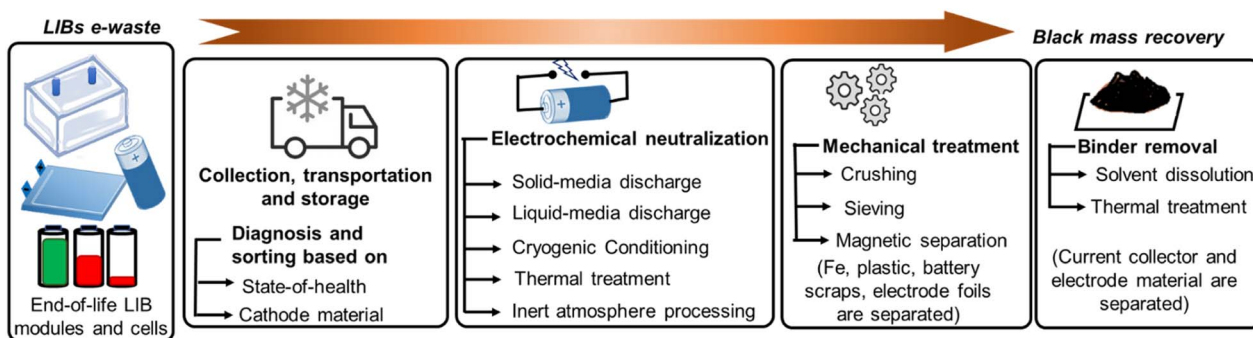 LIBs e-waste
Black mass recovery
End-of-life LIB
modules and cells
Collection, transportation
and storage
Diagnosis and
sorting based on
State-of-health
Cathode material
Electrochemical neutralization
Solid-media discharge
Liquid-media discharge
Cryogenic Conditioning
Thermal treatment
Inert atmosphere processing
Mechanical treatment
Crushing
Sieving
Magnetic separation
(Fe, plastic, battery
scraps, electrode foils
are separated)
Binder removal
Solvent dissolution
Thermal treatment
(Current collector and
electrode material are
separated)